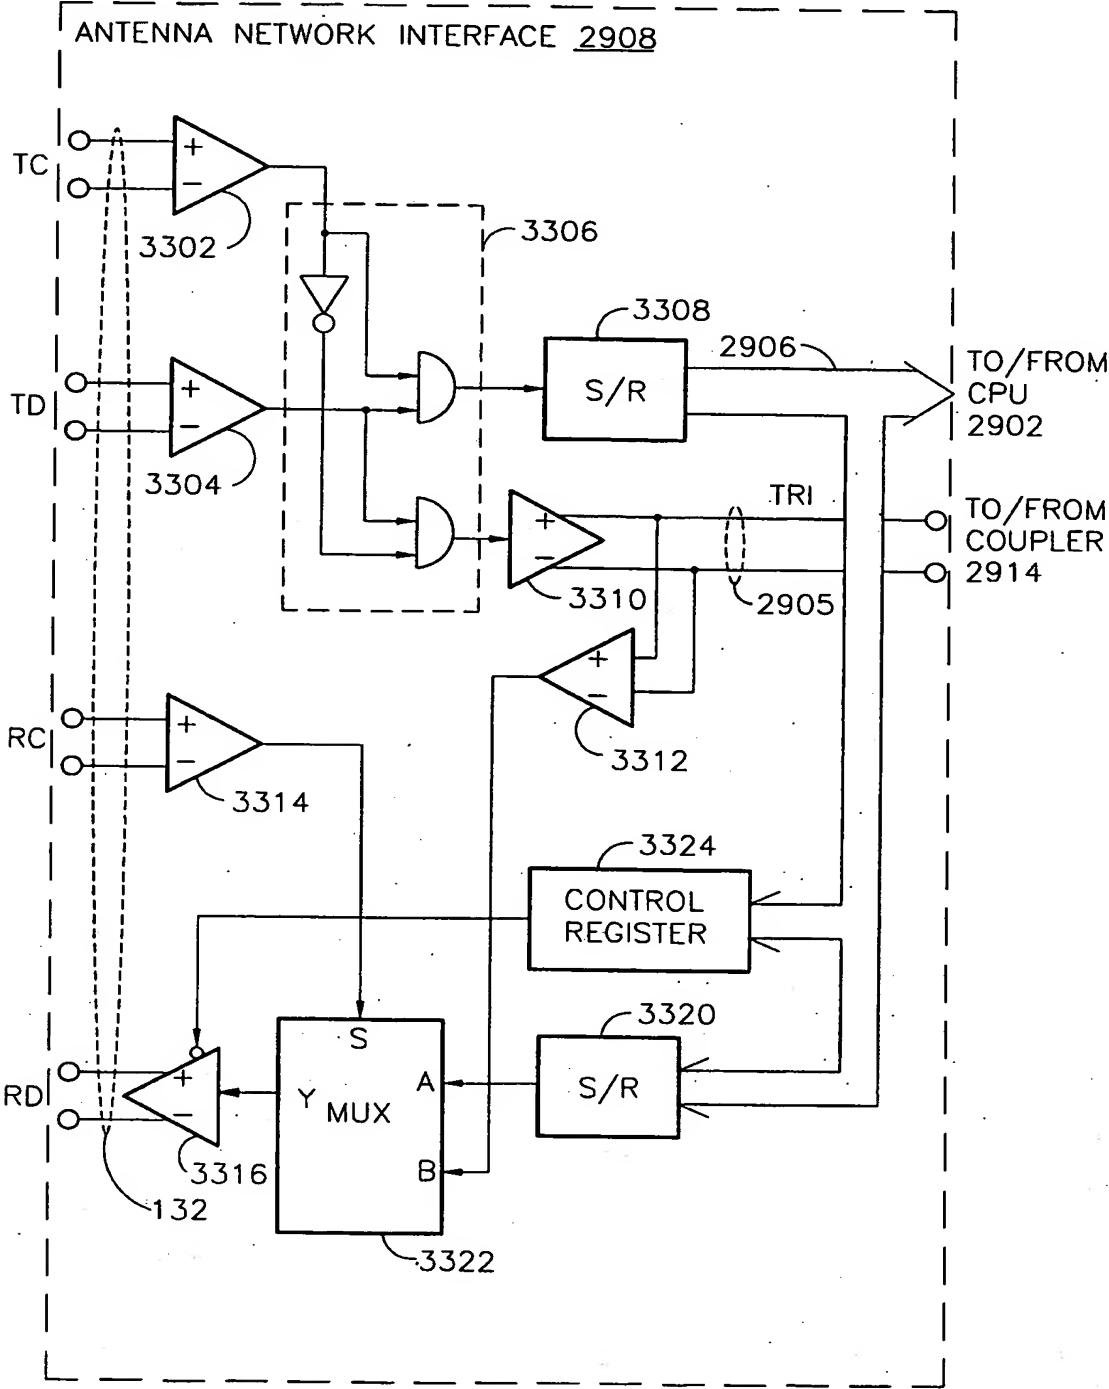 ANTENNA NETWORK INTERFACE 2908
TC
+
−
3302
3306
3308
2906
TO/FROM
CPU
2902
TD
+
−
3304
S/R
TRI
TO/FROM
COUPLER
2914
+
−
3310
2905
+
−
3312
RC
+
−
3314
3324
CONTROL
REGISTER
3320
S/R
S
A
Y
MUX
B
RD
+
−
3316
132
3322